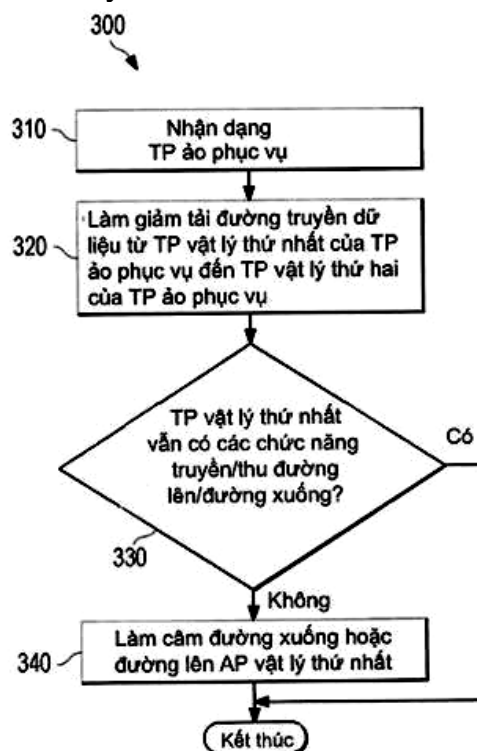 300
310
Nhận dạng
TP ảo phục vụ
320
Làm giảm tải đường truyền dữ
liệu từ TP vật lý thứ nhất của TP
ảo phục vụ đến TP vật lý thứ hai
của TP ảo phục vụ
TP vật lý thứ nhất
vẫn có các chức năng
truyền/thu đường
lên/đường xuống?
Có
330
Không
340
Làm câm đường xuống hoặc
đường lên AP vật lý thứ nhất
Kết thúc